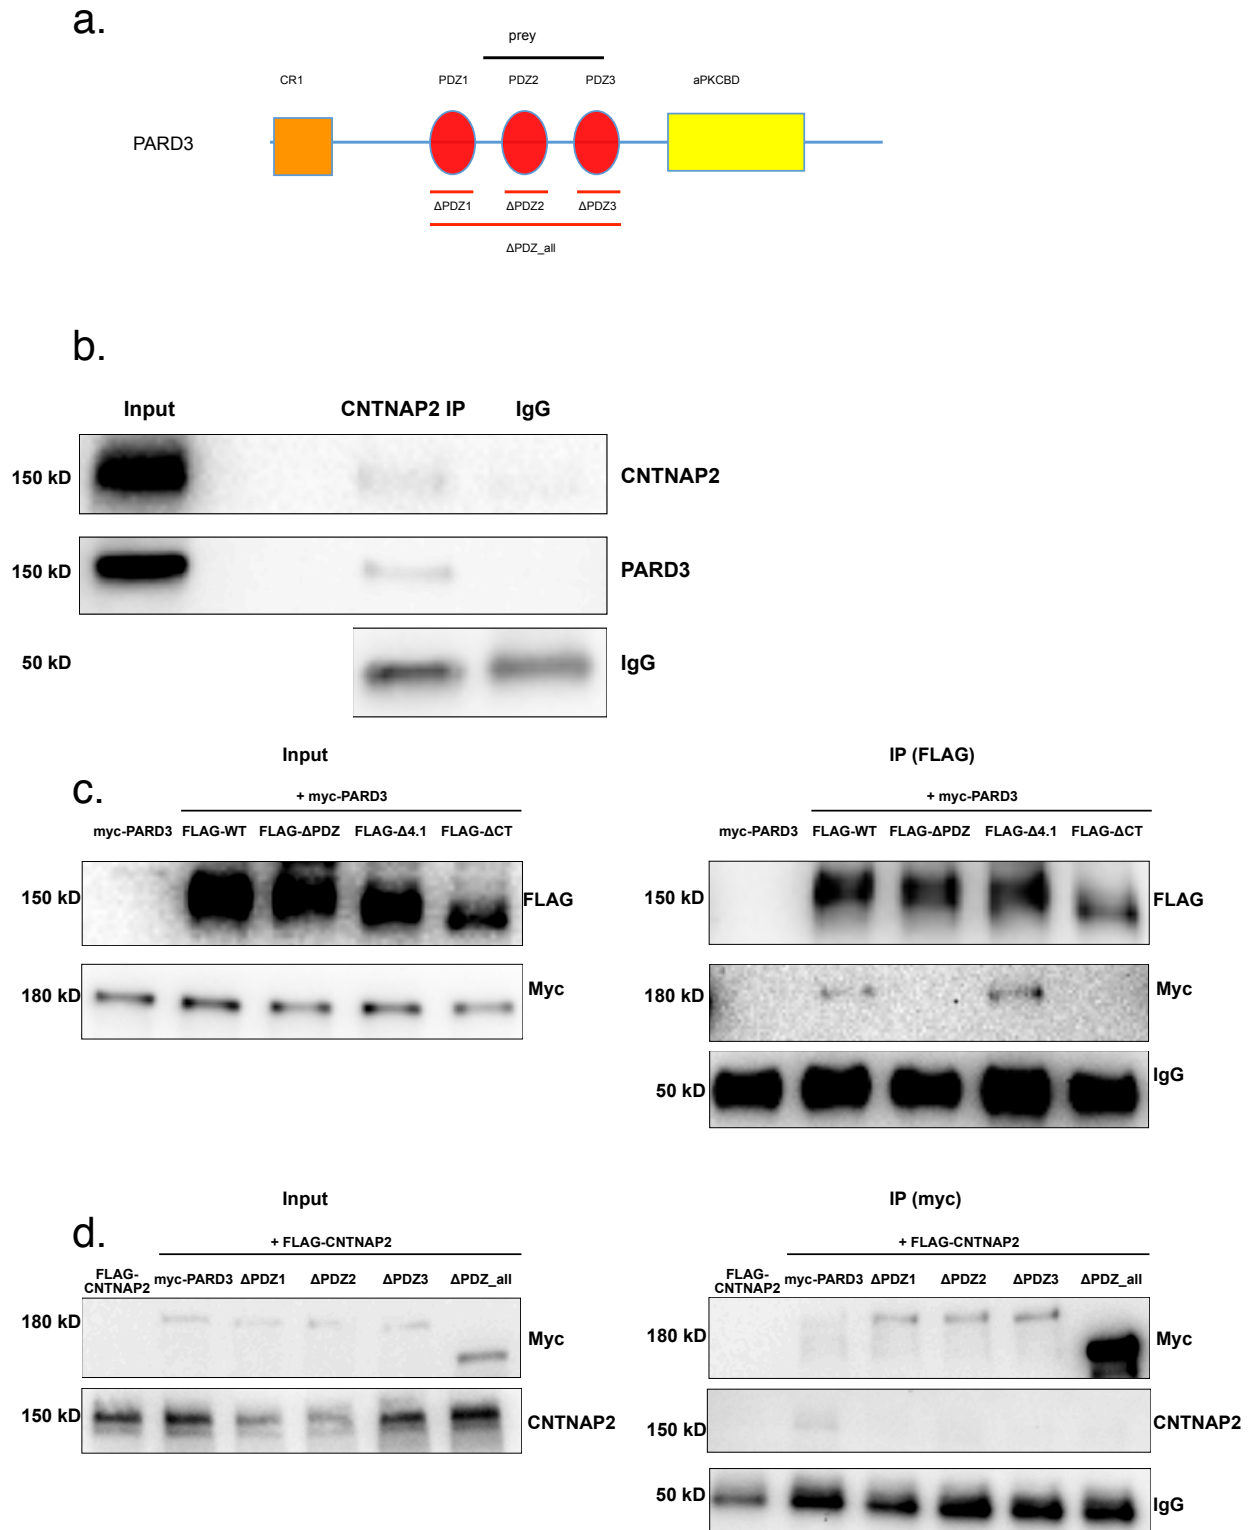 a.
prey
CR1 PDZ1 PDZ2 PDZ3 aPKCBD
PARD3
ΔPDZ1 ΔPDZ2 ΔPDZ3
ΔPDZ_all
b.
Input CNTNAP2 IP IgG
150 kD CNTNAP2
150 kD PARD3
50 kD IgG
Input IP (FLAG)
c.
+ myc-PARD3 + myc-PARD3
myc-PARD3 FLAG-WT FLAG-ΔPDZ FLAG-Δ4.1 FLAG-ΔCT myc-PARD3 FLAG-WT FLAG-ΔPDZ FLAG-Δ4.1 FLAG-ΔCT
150 kD FLAG 150 kD FLAG
180 kD Myc 180 kD Myc
50 kD IgG
Input IP (myc)
d.
+ FLAG-CNTNAP2 + FLAG-CNTNAP2
FLAG-
CNTNAP2 myc-PARD3 ΔPDZ1 ΔPDZ2 ΔPDZ3 ΔPDZ_all
FLAG-
CNTNAP2 myc-PARD3 ΔPDZ1 ΔPDZ2 ΔPDZ3 ΔPDZ_all
180 kD Myc 180 kD Myc
150 kD CNTNAP2 150 kD CNTNAP2
50 kD IgG